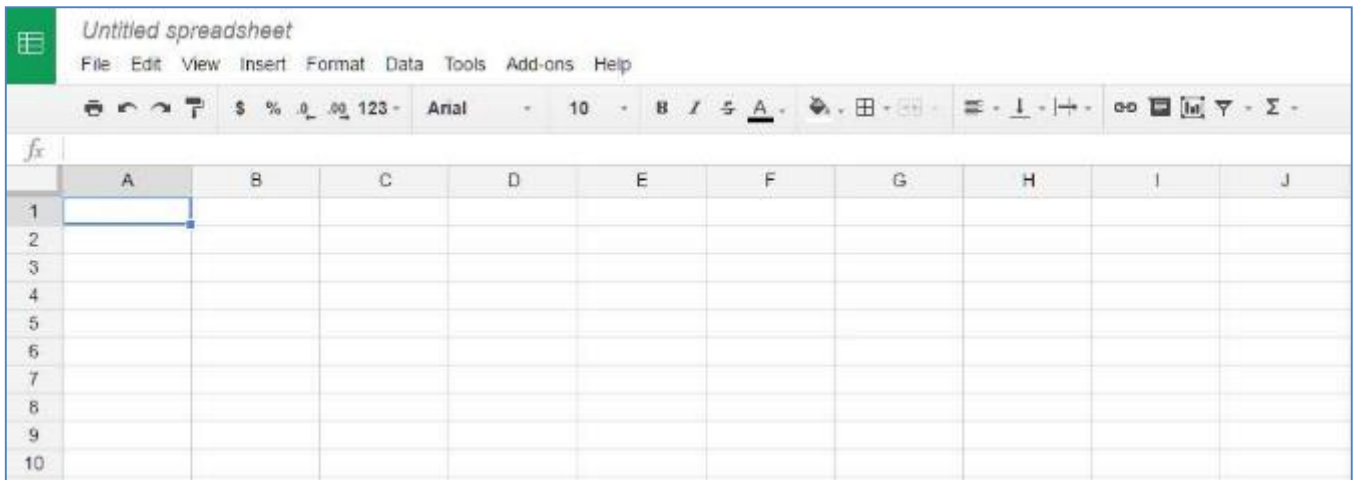 Untitled spreadsheet
File Edit View Insert Format Data Tools Add-ons Help
$ % .0 .00 123 Arial 10 B I S A Σ
fx
A B C D E F G H I J
1
2
3
4
5
6
7
8
9
10